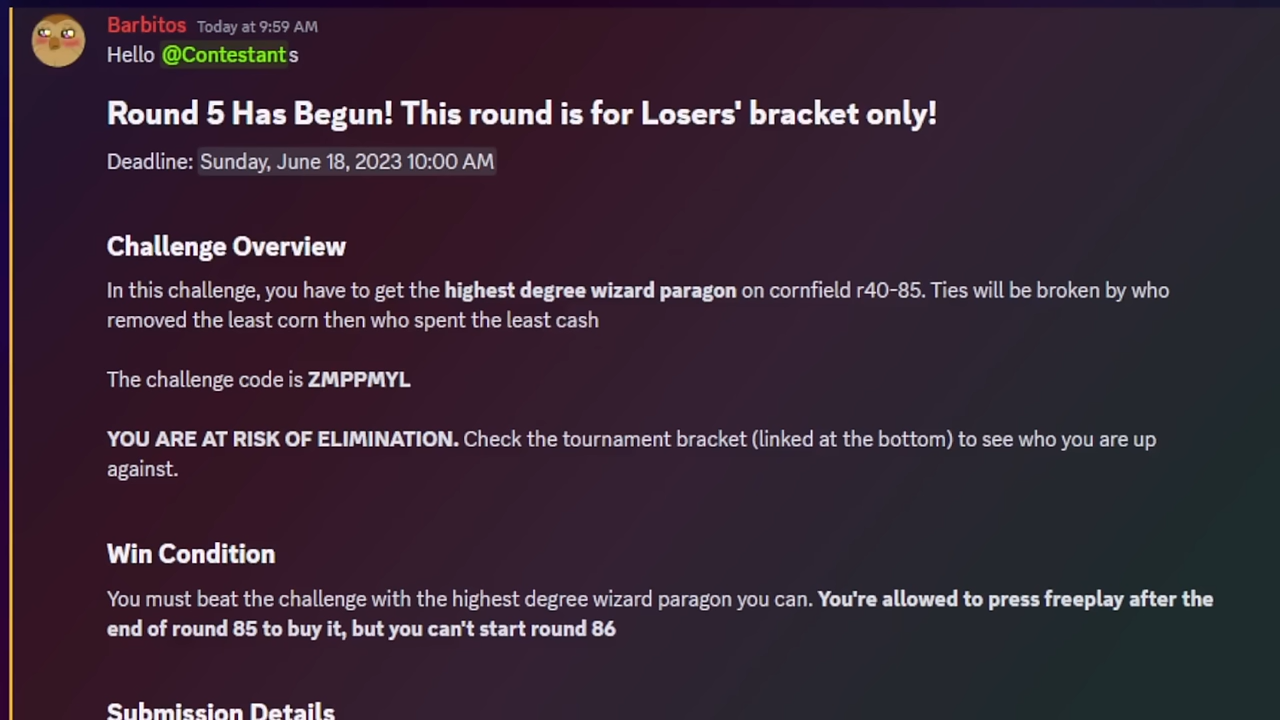 Barbitos Today at 9:59 AM
Hello @Contestants
Round 5 Has Begun! This round is for Losers' bracket only!
Deadline: Sunday, June 18, 2023 10:00 AM
Challenge Overview
In this challenge, you have to get the highest degree wizard paragon on cornfield r40-85. Ties will be broken by who
removed the least corn then who spent the least cash
The challenge code is ZMPPMYL
YOU ARE AT RISK OF ELIMINATION. Check the tournament bracket (linked at the bottom) to see who you are up
against.
Win Condition
You must beat the challenge with the highest degree wizard paragon you can. You're allowed to press freeplay after the
end of round 85 to buy it, but you can't start round 86
Submission Details